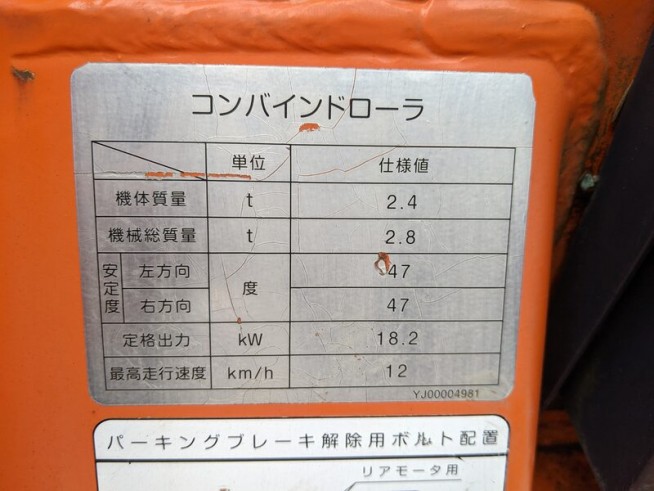 コンバインドローラ
単位 仕様値
機体質量 t 2.4
機械総質量 t 2.8
安定度 左方向 度 47
右方向 47
定格出力 kW 18.2
最高走行速度 km/h 12
YJ00004981
パーキングブレーキ解除用ボルト配置
リアモータ用